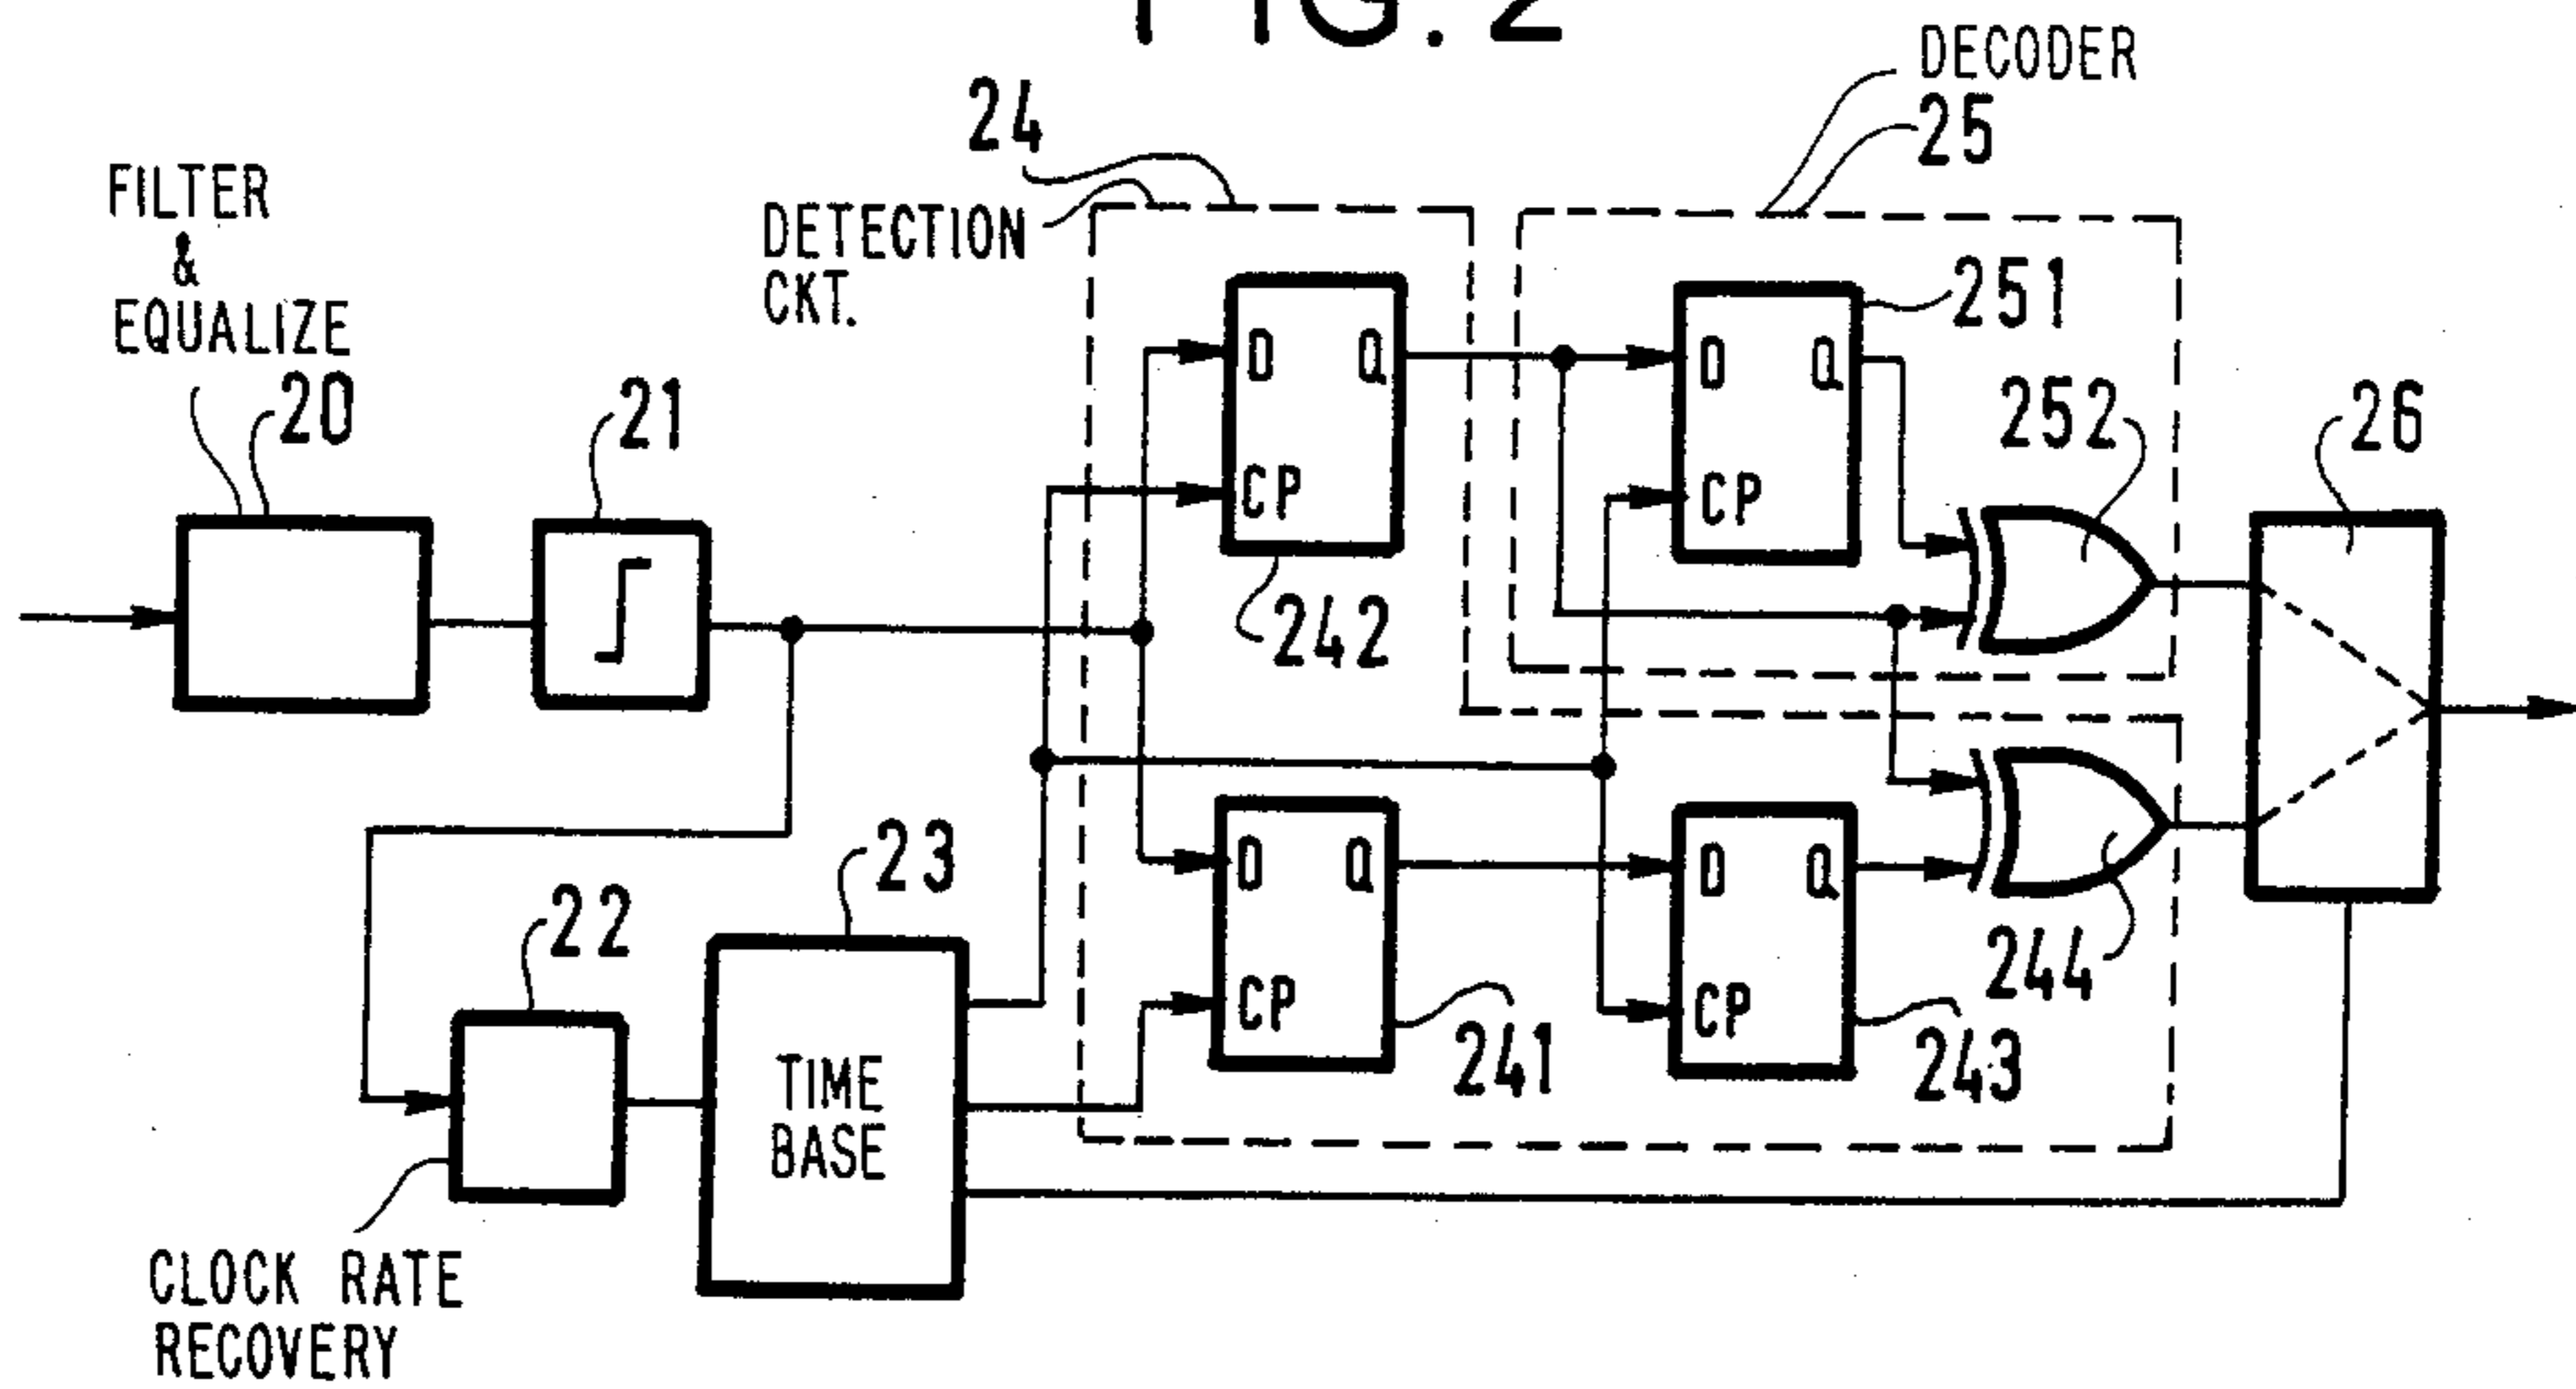 FIG. 2
DECODER
25
24
FILTER
&
EQUALIZE
20
DETECTION
CKT.
21
D Q
CP
242
D Q
CP
251
252
26
23
22
TIME
BASE
D Q
CP
241
D Q
CP
243
244
CLOCK RATE
RECOVERY